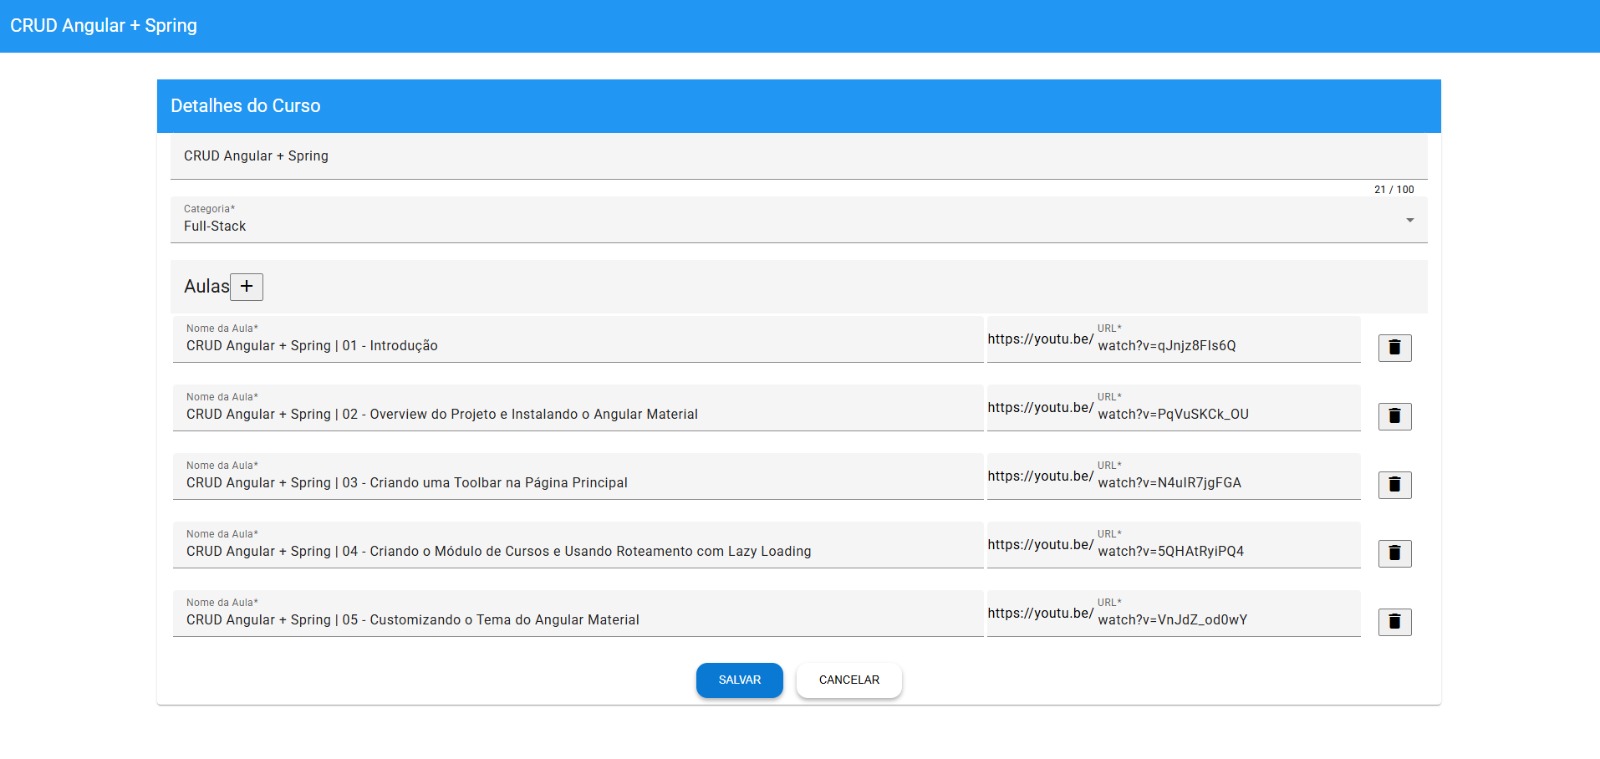 CRUD Angular + Spring
Detalhes do Curso
CRUD Angular + Spring
21 / 100
Categoria*
Full-Stack
Aulas +
Nome da Aula*
CRUD Angular + Spring | 01 - Introdução
https://youtu.be/
URL*
watch?v=qJnjz8FIs6Q
Nome da Aula*
CRUD Angular + Spring | 02 - Overview do Projeto e Instalando o Angular Material
https://youtu.be/
URL*
watch?v=PqVuSKCk_OU
Nome da Aula*
CRUD Angular + Spring | 03 - Criando uma Toolbar na Página Principal
https://youtu.be/
URL*
watch?v=N4uIR7jgFGA
Nome da Aula*
CRUD Angular + Spring | 04 - Criando o Módulo de Cursos e Usando Roteamento com Lazy Loading
https://youtu.be/
URL*
watch?v=5QHAtRyiPQ4
Nome da Aula*
CRUD Angular + Spring | 05 - Customizando o Tema do Angular Material
https://youtu.be/
URL*
watch?v=VnJdZ_od0wY
SALVAR
CANCELAR